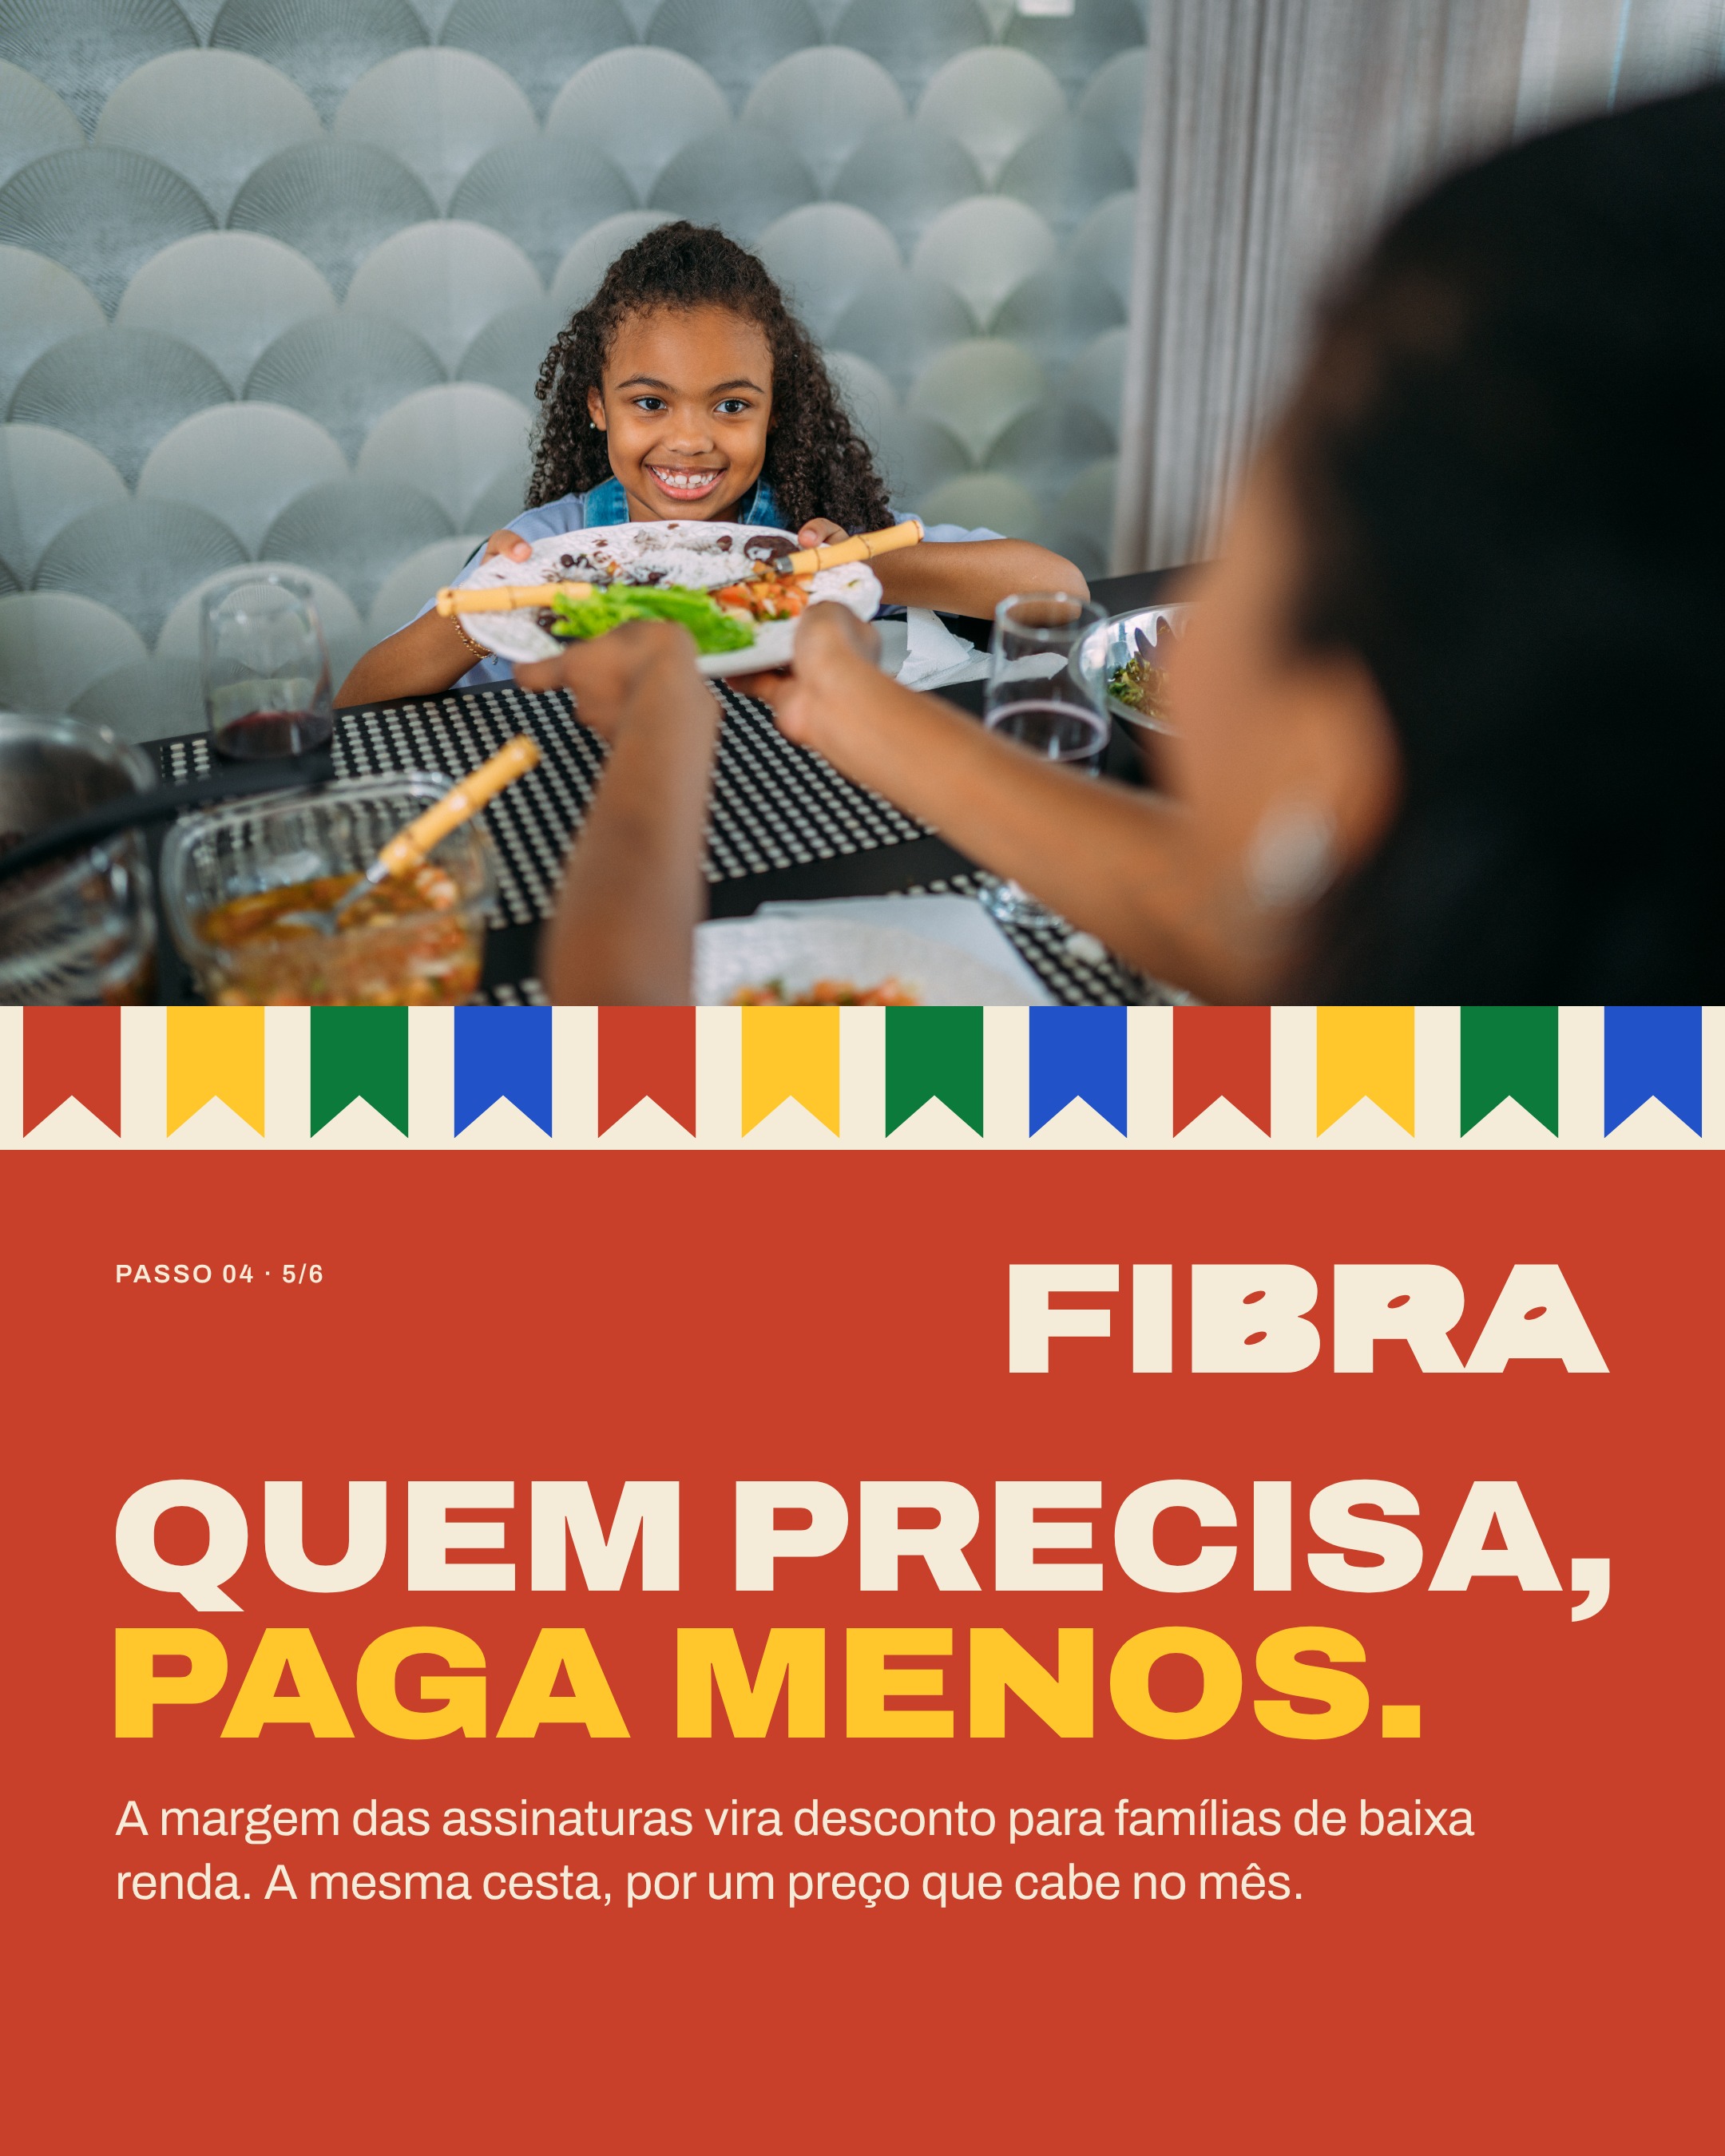 PASSO 04 · 5/6
FIBRA
QUEM PRECISA,
PAGA MENOS.
A margem das assinaturas vira desconto para famílias de baixa
renda. A mesma cesta, por um preço que cabe no mês.